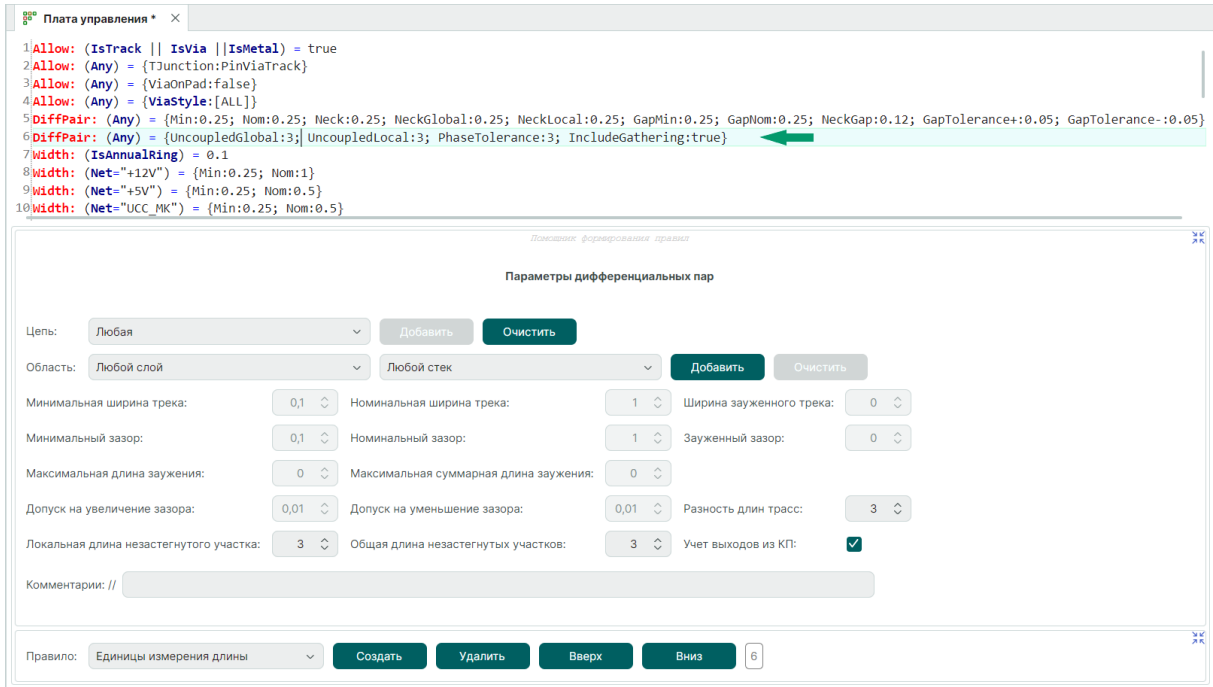 Плата управления *
1 Allow: (IsTrack || IsVia ||IsMetal) = true
2 Allow: (Any) = {TJunction:PinViaTrack}
3 Allow: (Any) = {ViaOnPad:false}
4 Allow: (Any) = {ViaStyle:[ALL]}
5 DiffPair: (Any) = {Min:0.25; Nom:0.25; Neck:0.25; NeckGlobal:0.25; NeckLocal:0.25; GapMin:0.25; GapNom:0.25; NeckGap:0.12; GapTolerance+:0.05; GapTolerance-:0.05}
6 DiffPair: (Any) = {UncoupledGlobal:3; UncoupledLocal:3; PhaseTolerance:3; IncludeGathering:true}
7 Width: (IsAnnualRing) = 0.1
8 Width: (Net="+12V") = {Min:0.25; Nom:1}
9 Width: (Net="+5V") = {Min:0.25; Nom:0.5}
10 Width: (Net="UCC_MK") = {Min:0.25; Nom:0.5}
Помощник формирования правил
Параметры дифференциальных пар
Цепь: Любая Добавить Очистить
Область: Любой слой Любой стек Добавить Очистить
Минимальная ширина трека: 0,1 Номинальная ширина трека: 1 Ширина зауженного трека: 0
Минимальный зазор: 0,1 Номинальный зазор: 1 Зауженный зазор: 0
Максимальная длина заужения: 0 Максимальная суммарная длина заужения: 0
Допуск на увеличение зазора: 0,01 Допуск на уменьшение зазора: 0,01 Разность длин трасс: 3
Локальная длина незастегнутого участка: 3 Общая длина незастегнутых участков: 3 Учет выходов из КП:
Комментарии: //
Правило: Единицы измерения длины Создать Удалить Вверх Вниз 6